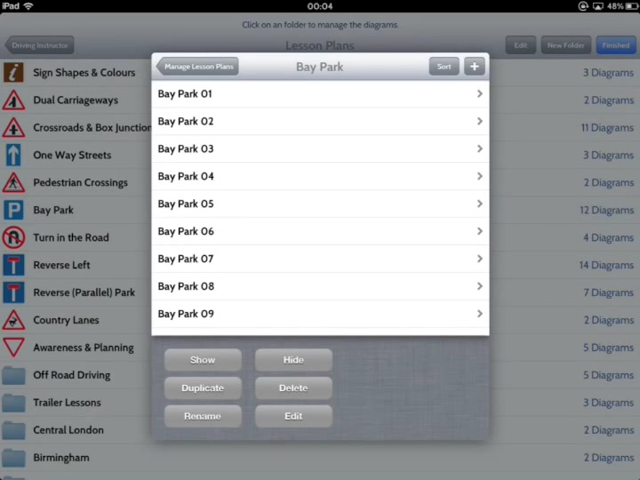 iPad 00:04 48%
Click on an folder to manage the diagrams.
Driving Instructor Lesson Plans Edit New Folder Finished
Sign Shapes & Colours 3 Diagrams
Dual Carriageways 2 Diagrams
Crossroads & Box Junction 11 Diagrams
One Way Streets 3 Diagrams
Pedestrian Crossings 2 Diagrams
Bay Park 12 Diagrams
Turn in the Road 4 Diagrams
Reverse Left 14 Diagrams
Reverse (Parallel) Park 7 Diagrams
Country Lanes 2 Diagrams
Awareness & Planning 5 Diagrams
Off Road Driving 5 Diagrams
Trailer Lessons 3 Diagrams
Central London 2 Diagrams
Birmingham 2 Diagrams
Manage Lesson Plans Bay Park Sort +
Bay Park 01
Bay Park 02
Bay Park 03
Bay Park 04
Bay Park 05
Bay Park 06
Bay Park 07
Bay Park 08
Bay Park 09
Show Hide
Duplicate Delete
Rename Edit